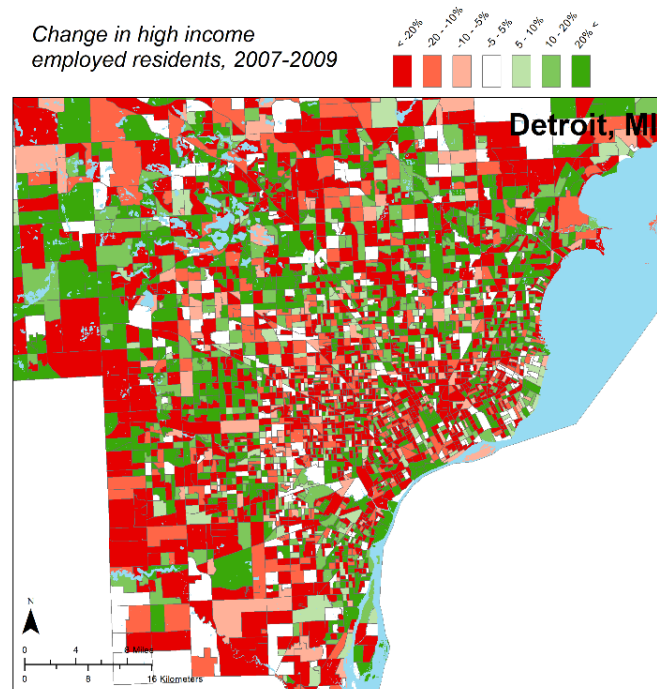 Change in high income
employed residents, 2007-2009
< -20%
-20 - -10%
-10 - -5%
-5 - 5%
5 - 10%
10 - 20%
20% <
Detroit, MI
N
0 4 8 Miles
0 8 16 Kilometers